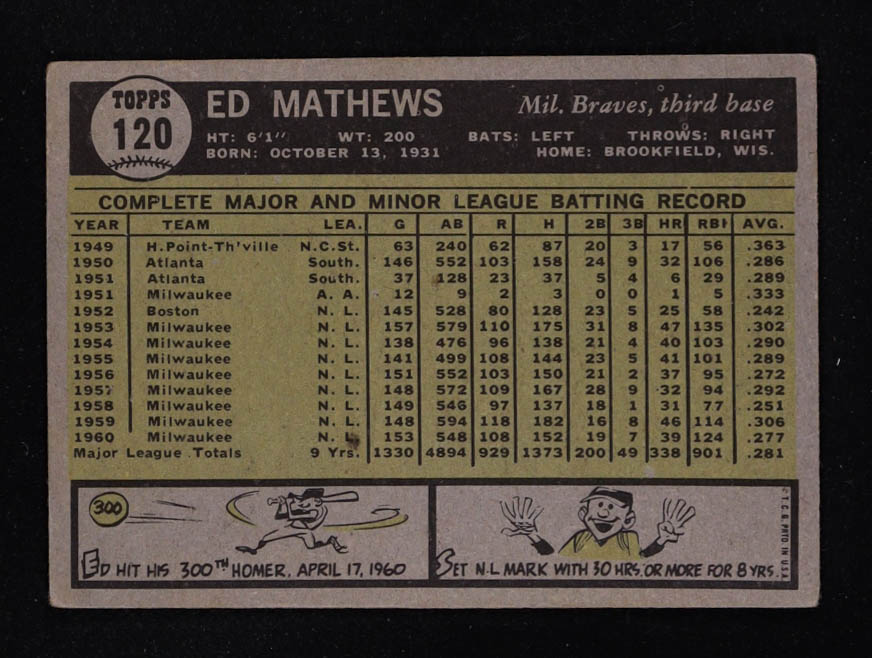 TOPPS
120
ED MATHEWS
Mil. Braves, third base
HT: 6'1" WT: 200 BATS: LEFT THROWS: RIGHT
BORN: OCTOBER 13, 1931 HOME: BROOKFIELD, WIS.
COMPLETE MAJOR AND MINOR LEAGUE BATTING RECORD
YEAR TEAM LEA. G AB R H 2B 3B HR RBI AVG.
1949 H.Point-Th'ville N.C.St. 63 240 62 87 20 3 17 56 .363
1950 Atlanta South. 146 552 103 158 24 9 32 106 .286
1951 Atlanta South. 37 128 23 37 5 4 6 29 .289
1951 Milwaukee A. A. 12 9 2 3 0 0 1 5 .333
1952 Boston N. L. 145 528 80 128 23 5 25 58 .242
1953 Milwaukee N. L. 157 579 110 175 31 8 47 135 .302
1954 Milwaukee N. L. 138 476 96 138 21 4 40 103 .290
1955 Milwaukee N. L. 141 499 108 144 23 5 41 101 .289
1956 Milwaukee N. L. 151 552 103 150 21 2 37 95 .272
1957 Milwaukee N. L. 148 572 109 167 28 9 32 94 .292
1958 Milwaukee N. L. 149 546 97 137 18 1 31 77 .251
1959 Milwaukee N. L. 148 594 118 182 16 8 46 114 .306
1960 Milwaukee N. L. 153 548 108 152 19 7 39 124 .277
Major League Totals 9 Yrs. 1330 4894 929 1373 200 49 338 901 .281
300
ED HIT HIS 300TH HOMER, APRIL 17, 1960
SET N.L MARK WITH 30 HRS. OR MORE FOR 8 YRS.
© T.C.G. PRTD IN U.S.A.